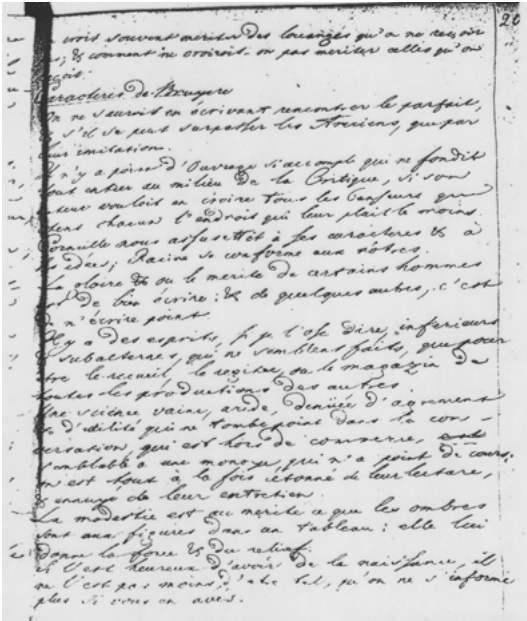 20
croit souvent meriter des louanges qu'on ne reçoit
, & comment ne croiroit-on pas meriter celles qu'on
reçoit.
Caracteres de Bruyere
On ne sauroit en écrivant rencontrer le parfait,
& s'il se peut surpasser les Anciens, que par
leur imitation.
Il n'y a point d'Ouvrage si accompli qui ne fondit
tout entier au milieu de la Critique, si son
auteur vouloit en croire tous les Censeurs qui
otent chacun l'endroit qui leur plait le moins.
Corneille nous assujettit à ses caracteres & à
ses idées; Racine se conforme aux nôtres.
La gloire & ou le merite de certains hommes
est de bien écrire: & de quelques autres, c'est
de n'écrire point.
Il y a des esprits, si je l'ose dire, inferieurs
& subalternes, qui ne semblent faits, que pour
être le recueil, le registre, ou le magazin de
toutes les productions des autres.
Une science vaine, aride, denüée d'agrement
& d'utilité qui ne tombe point dans la con-
versation, qui est hors de commerce,
semblable à une monoye, qui n'a point de cours:
on est tout à la fois étonné de leur lecture,
& ennuyé de leur entretien.
La modestie est au merite ce que les ombres
sont aux figures dans un tableau: elle lui
donne la force & du relief.
il est heureux d'avoir de la naissance, il
ne l'est pas moins, d'etre tel, qu'on ne s'informe
plus si vous en aves.